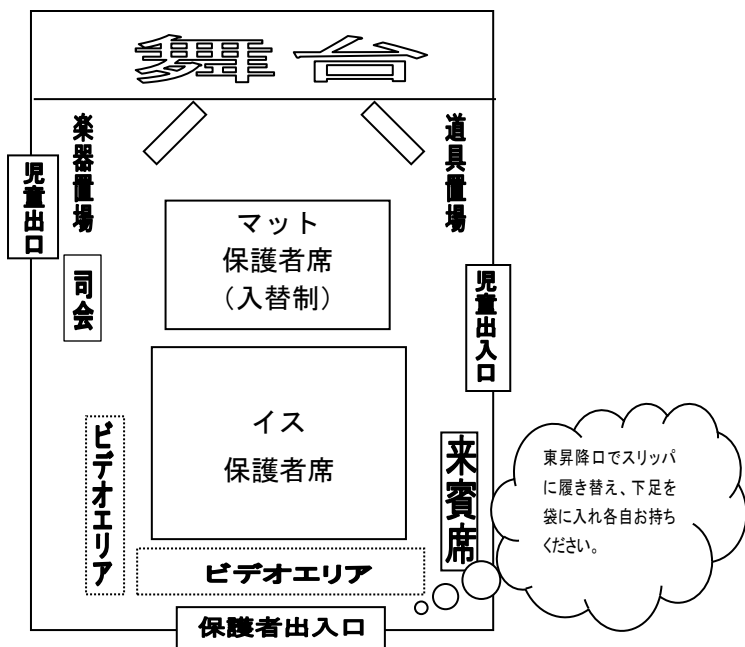 舞台
楽器置場
道具置場
児童出口
マット
保護者席
（入替制）
司会
児童出入口
イス
保護者席
ビデオエリア
来賓席
東昇降口でスリッパ
に履き替え、下足を
袋に入れ各自お持ち
ください。
ビデオエリア
保護者出入口